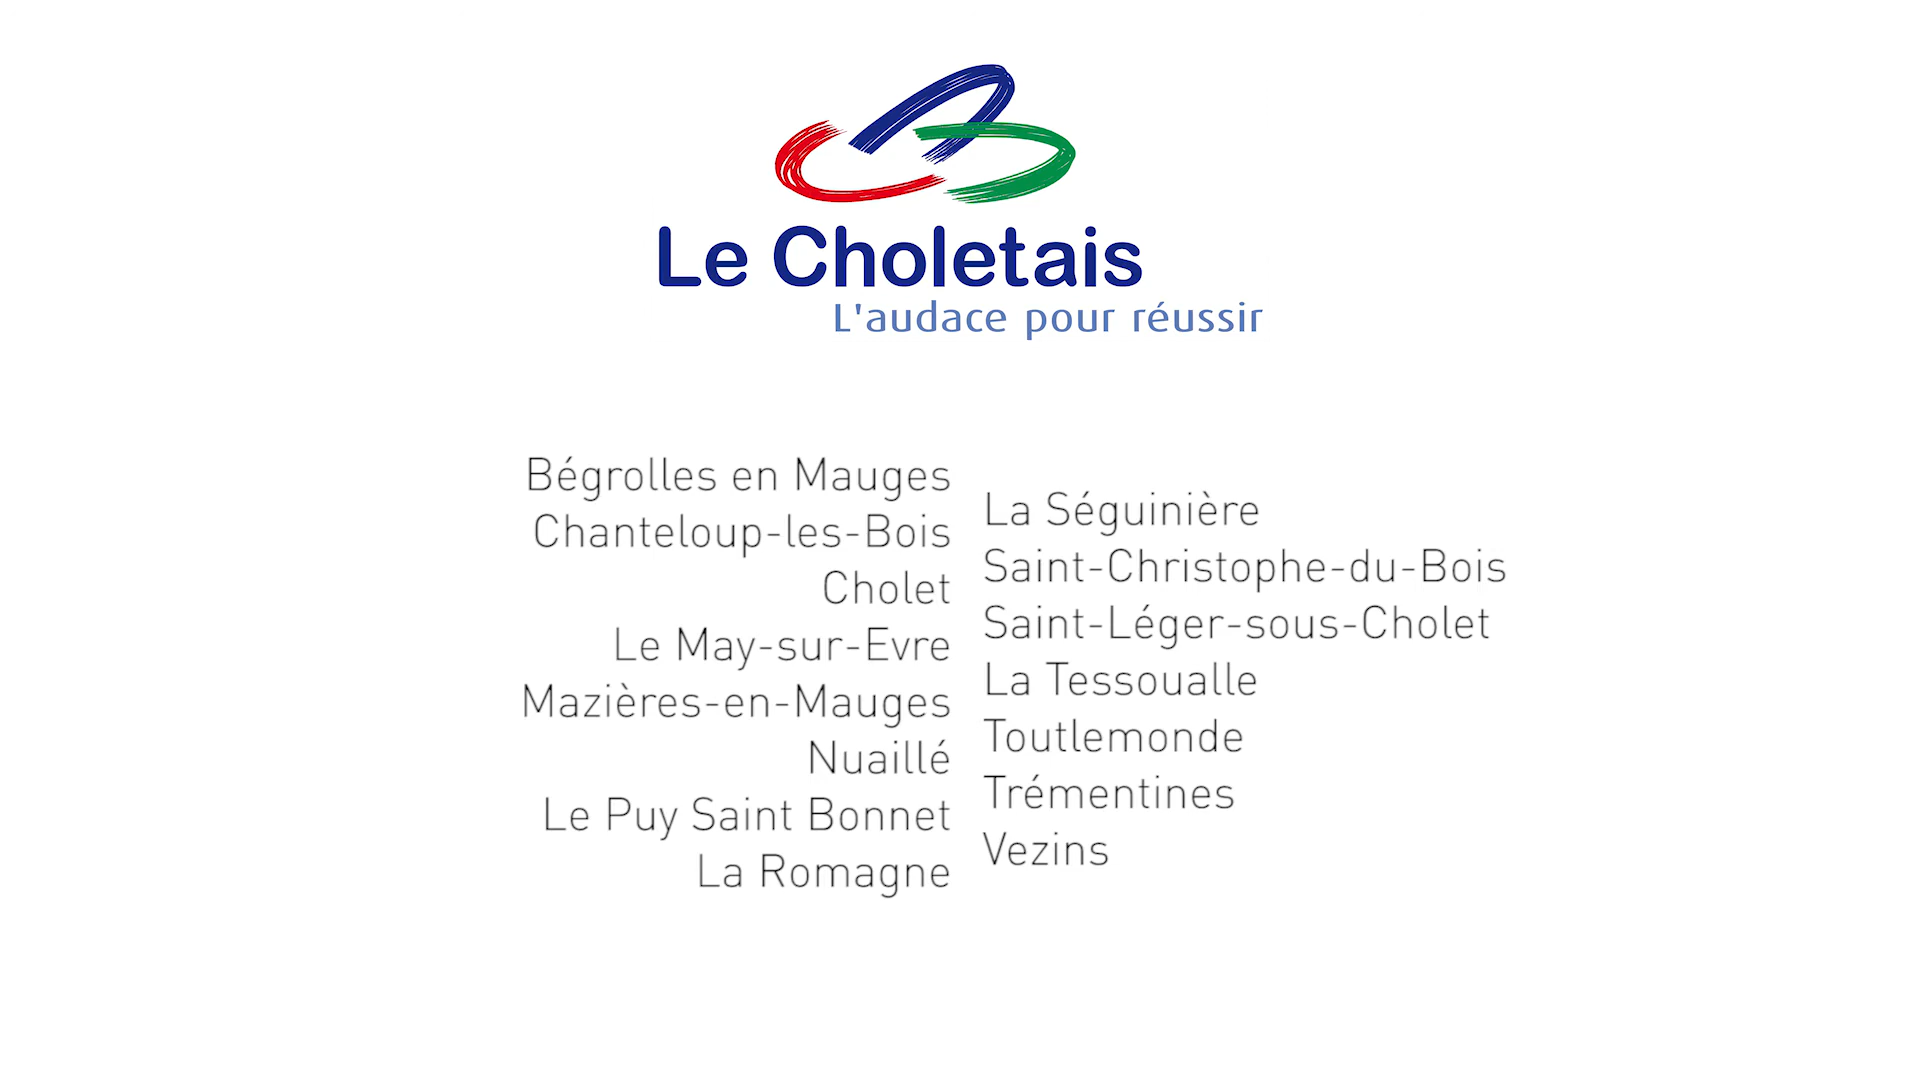 Le Choletais
L'audace pour réussir
Bégrolles en Mauges
Chanteloup-les-Bois
Cholet
Le May-sur-Evre
Mazières-en-Mauges
Nuaillé
Le Puy Saint Bonnet
La Romagne
La Séguinière
Saint-Christophe-du-Bois
Saint-Léger-sous-Cholet
La Tessoualle
Toutlemonde
Trémentines
Vezins